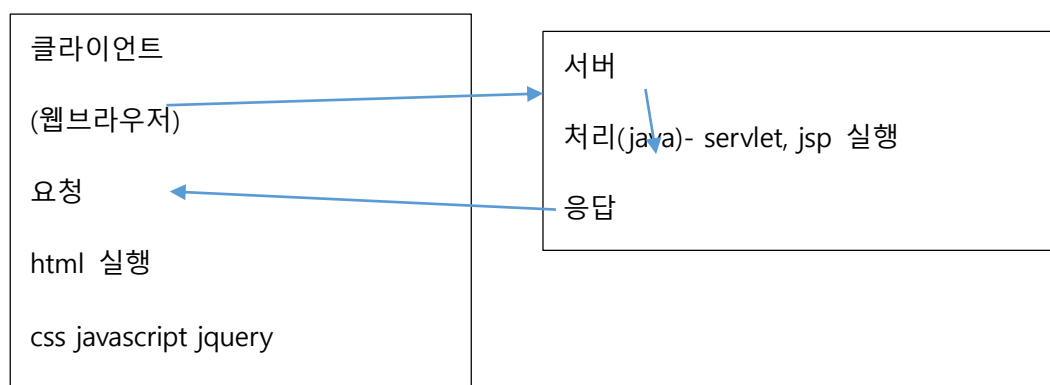 클라이언트
(웹브라우저)
요청
html 실행
css javascript jquery
서버
처리(java)- servlet, jsp 실행
응답